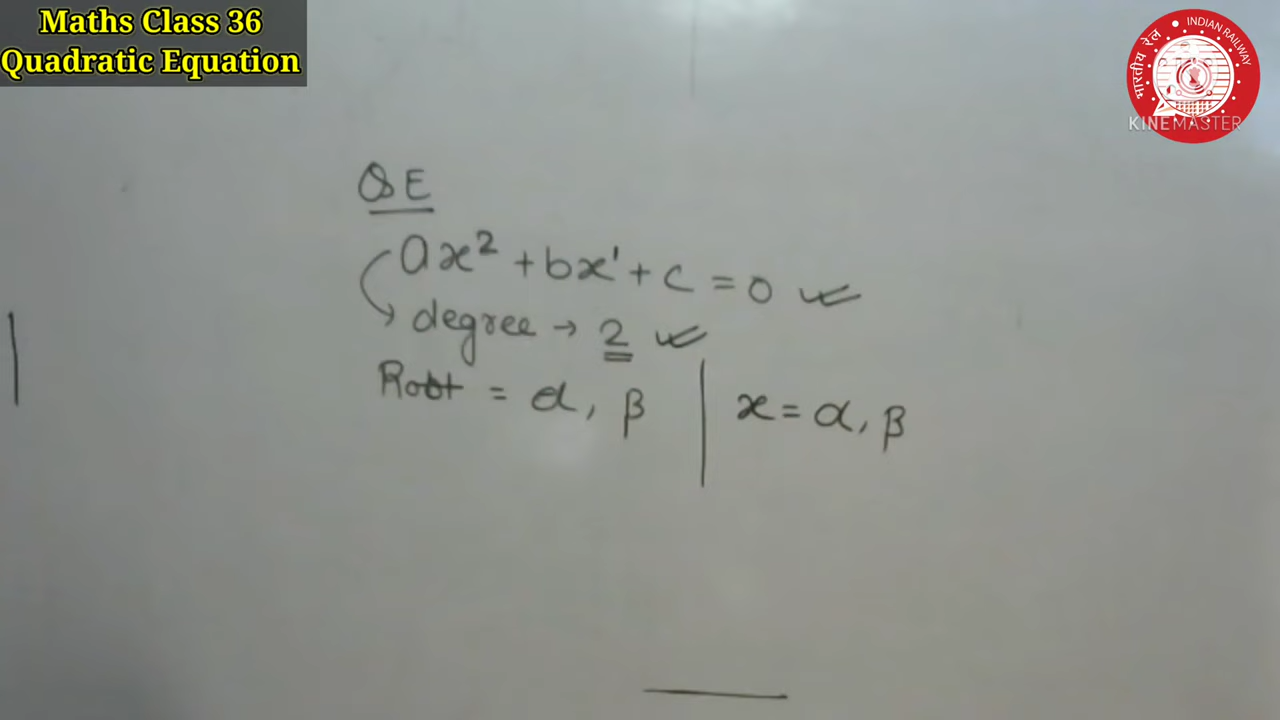 Maths Class 36
Quadratic Equation
भारतीय रेल • INDIAN RAILWAY
KINEMASTER
QE
ax² + bx¹ + c = 0
degree → 2
Root = α, β | x = α, β